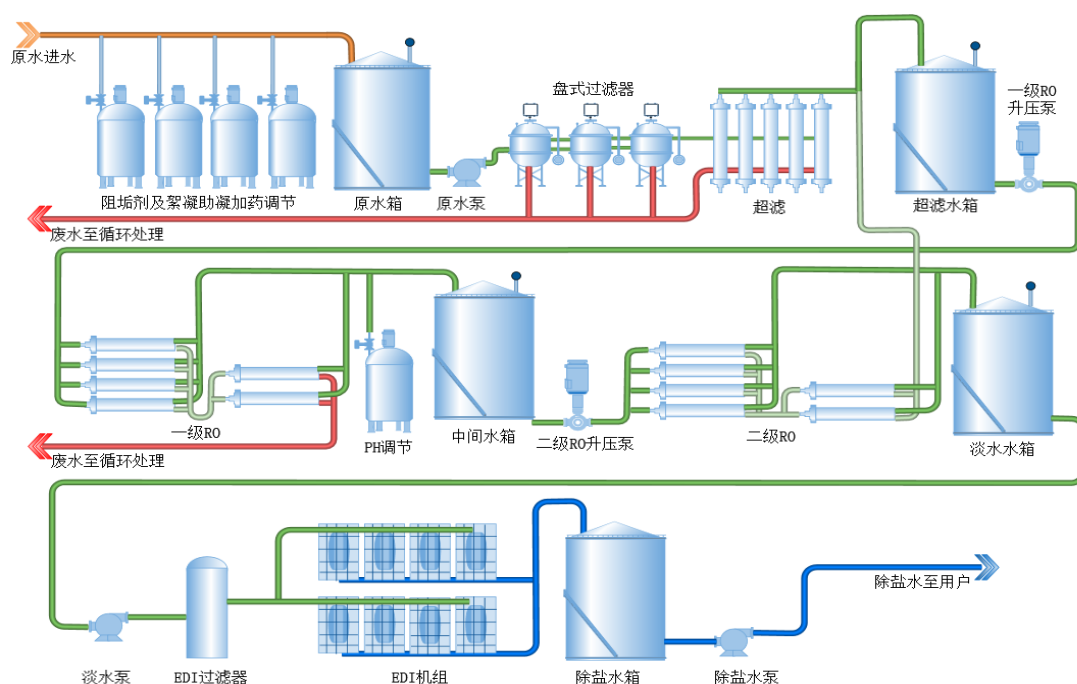 原水进水
阻垢剂及絮凝助凝加药调节
原水箱
原水泵
盘式过滤器
超滤
超滤水箱
一级RO
升压泵
废水至循环处理
一级RO
PH调节
中间水箱
二级RO升压泵
二级RO
淡水水箱
废水至循环处理
淡水泵
EDI过滤器
EDI机组
除盐水箱
除盐水泵
除盐水至用户